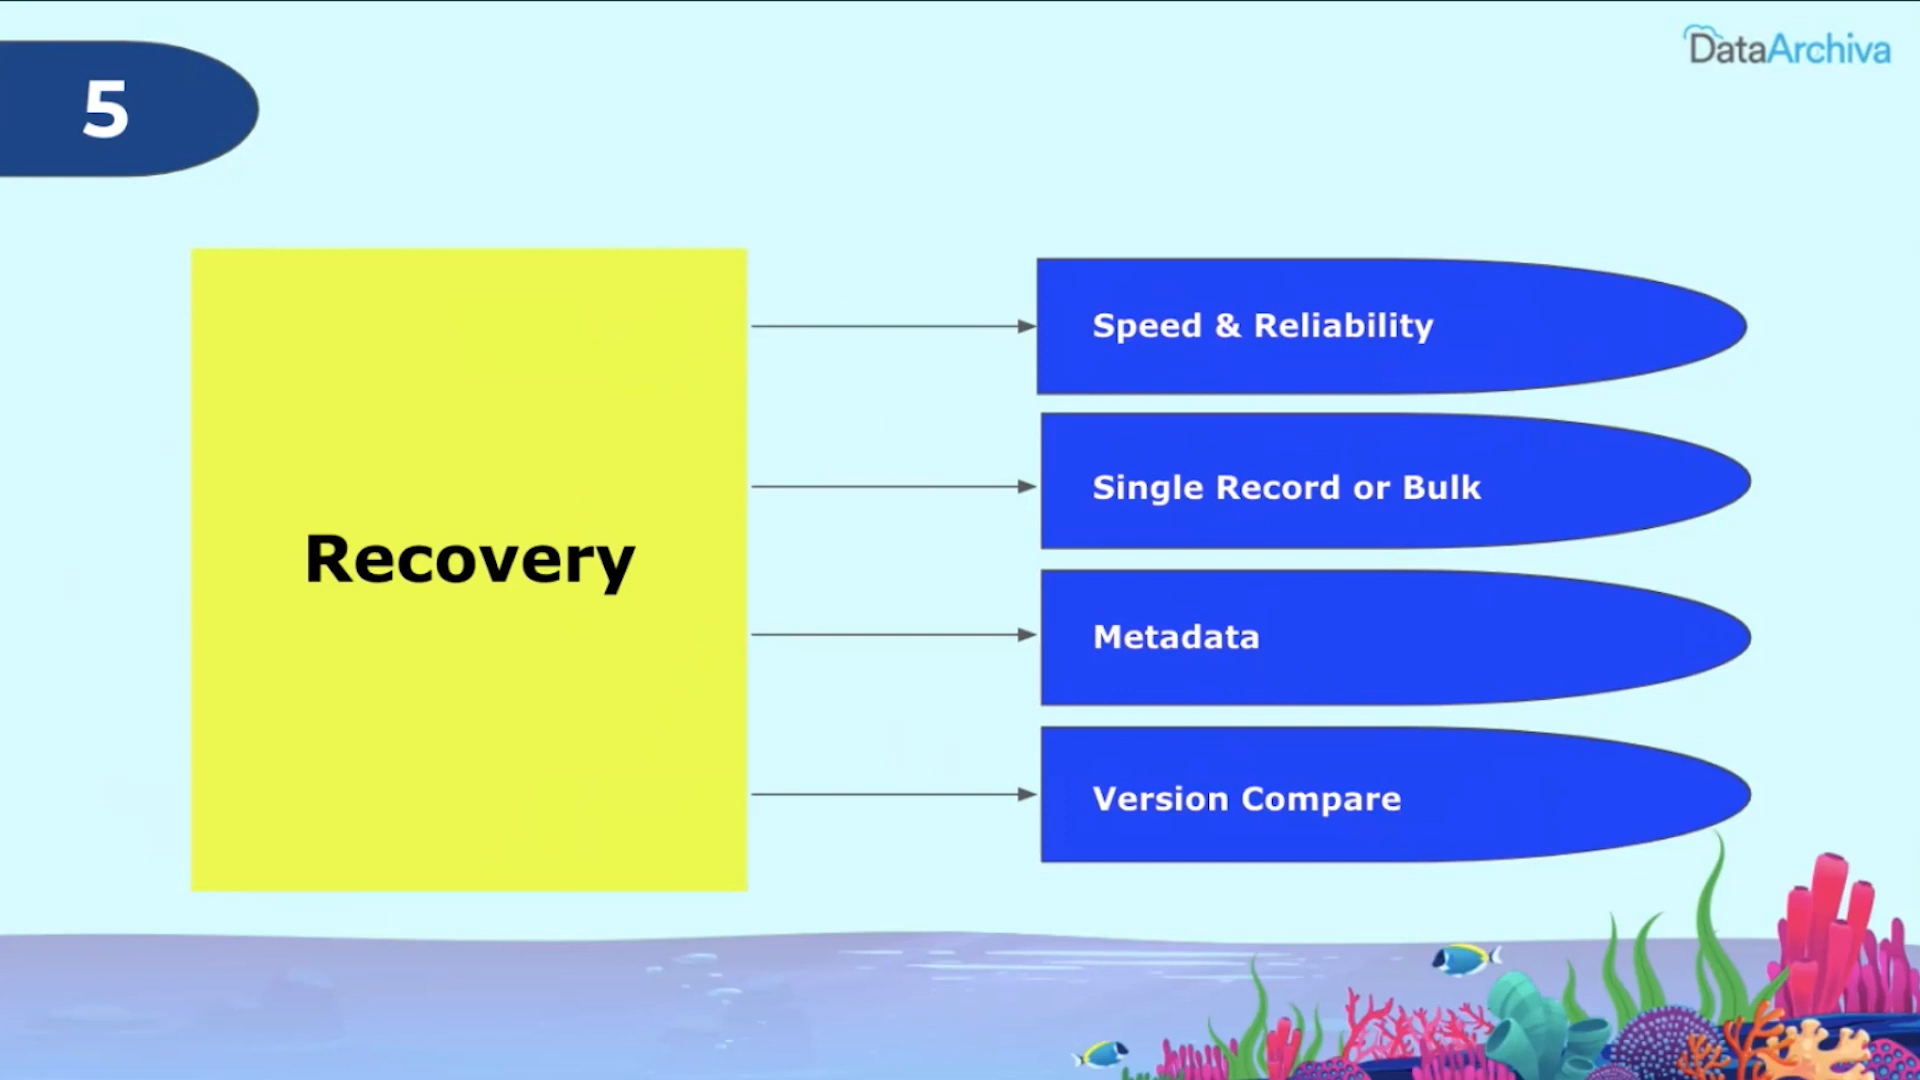 5
DataArchiva
Recovery
Speed & Reliability
Single Record or Bulk
Metadata
Version Compare